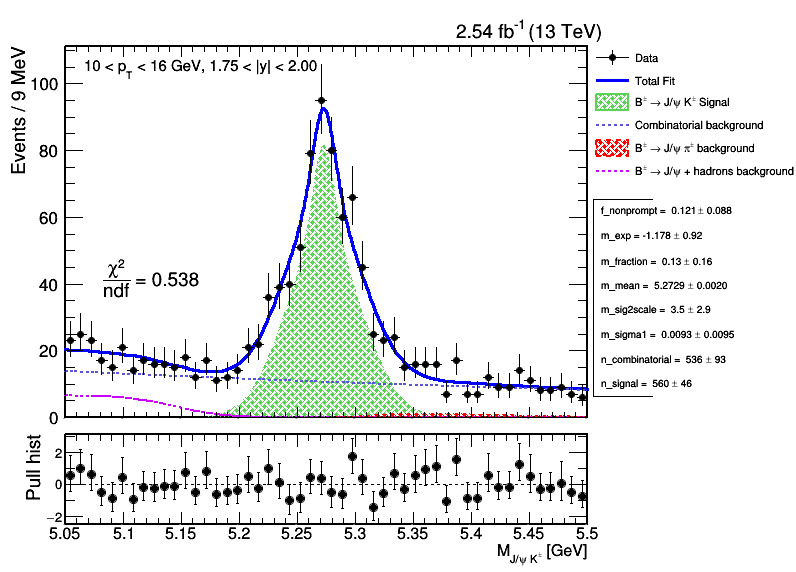 2.54 fb⁻¹ (13 TeV)
Events / 9 MeV
10 < p_T < 16 GeV, 1.75 < |y| < 2.00
100
80
60
40
20
0
χ²/ndf = 0.538
Data
Total Fit
B± → J/ψ K± Signal
Combinatorial background
B± → J/ψ π± background
B± → J/ψ + hadrons background
f_nonprompt = 0.121 ± 0.088
m_exp = -1.178 ± 0.92
m_fraction = 0.13 ± 0.16
m_mean = 5.2729 ± 0.0020
m_sig2scale = 3.5 ± 2.9
m_sigma1 = 0.0093 ± 0.0095
n_combinatorial = 536 ± 93
n_signal = 560 ± 46
Pull hist
2
0
−2
5.05 5.1 5.15 5.2 5.25 5.3 5.35 5.4 5.45 5.5
M_J/ψ K± [GeV]